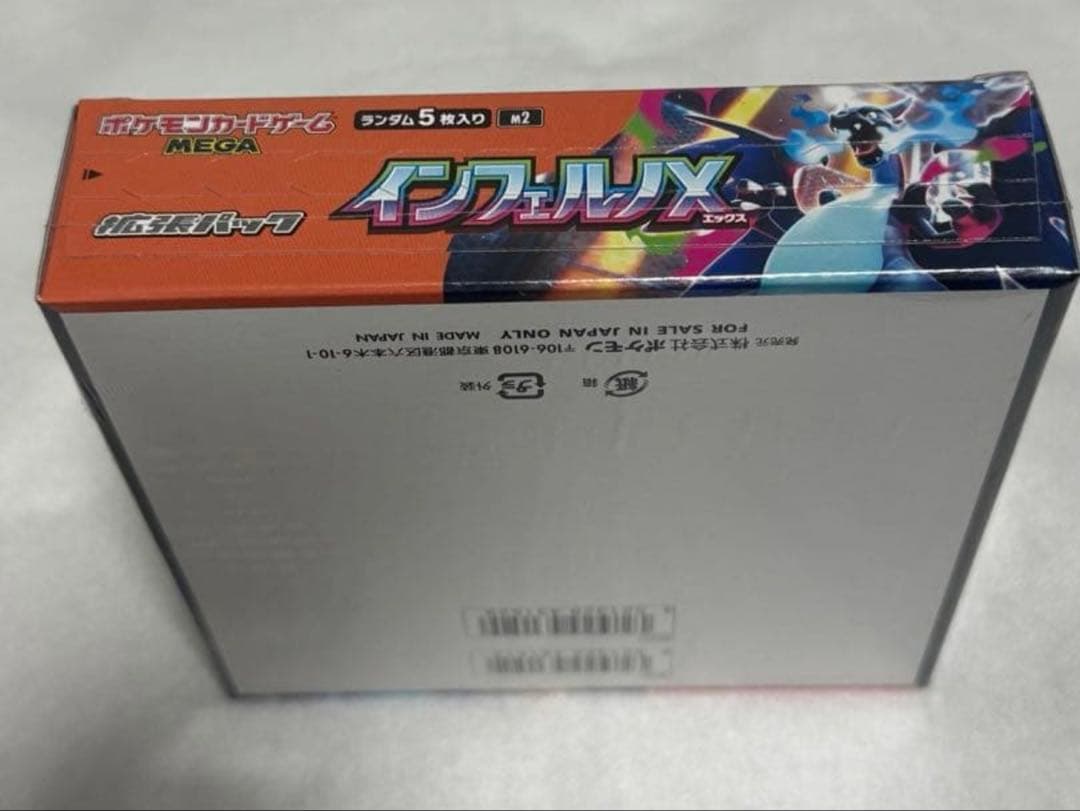 ポケモンカードゲーム
MEGA
ランダム5枚入り M2
拡張パック
インフェルノX
エックス
発売元 株式会社ポケモン 〒106-6108 東京都港区六本木6-10-1
FOR SALE IN JAPAN ONLY MADE IN JAPAN
紙 箱
プラ 外装